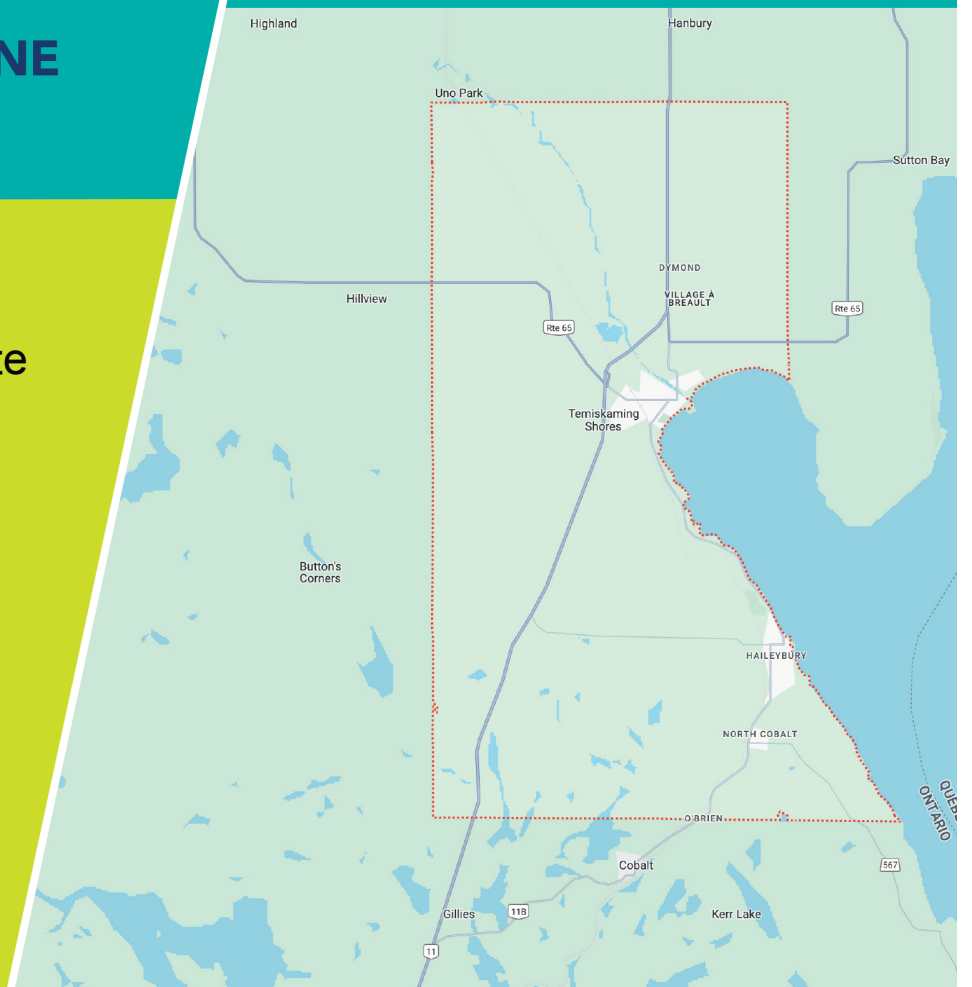 NE
te
Highland
Hanbury
Uno Park
Sutton Bay
DYMOND
VILLAGE À
BREAULT
Hillview
Rte 65
Rte 65
Temiskaming
Shores
Button's
Corners
HAILEYBURY
NORTH COBALT
O'BRIEN
QUÉBE
ONTARIO
Cobalt
567
Gillies
11B
Kerr Lake
11